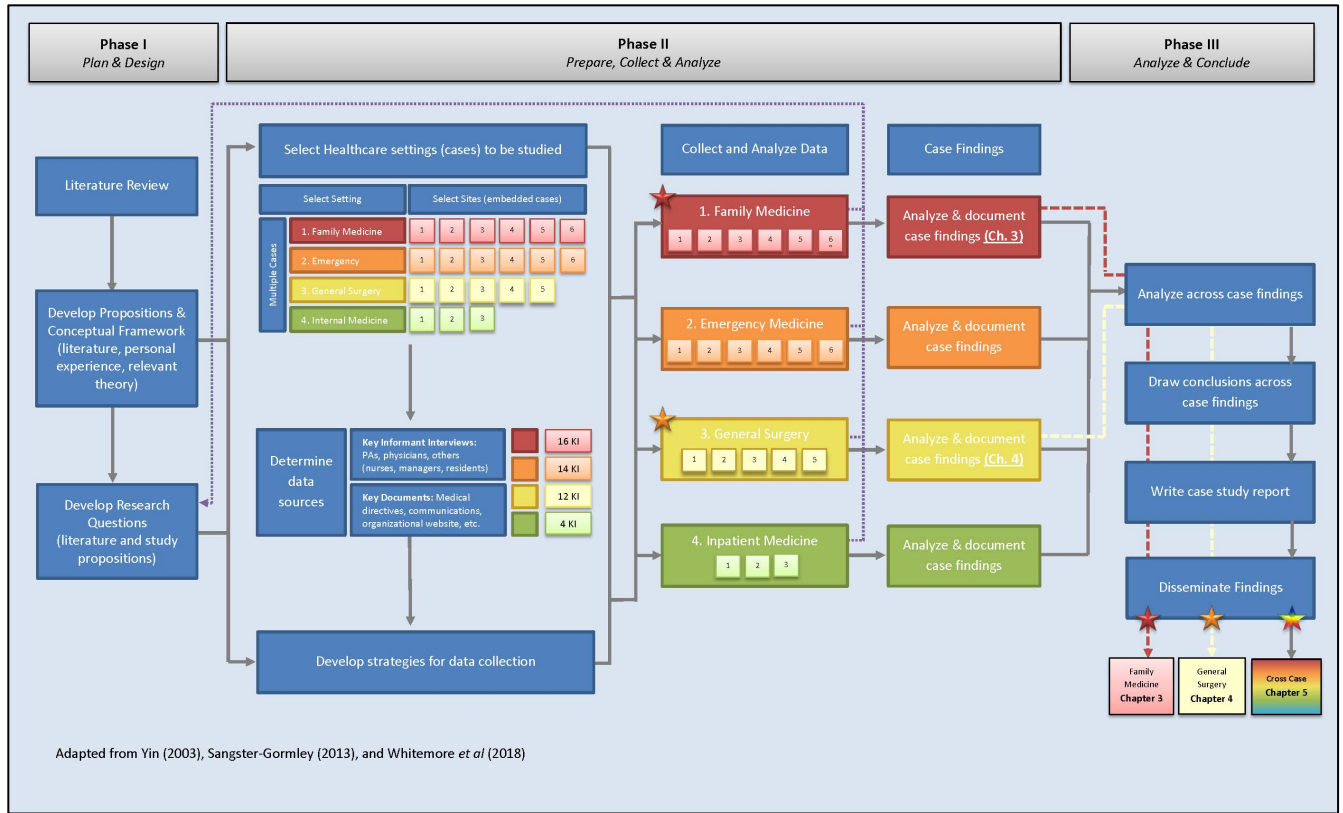 Phase I
Plan & Design
Phase II
Prepare, Collect & Analyze
Phase III
Analyze & Conclude
Literature Review
Develop Propositions &
Conceptual Framework
(literature, personal
experience, relevant
theory)
Develop Research
Questions
(literature and study
propositions)
Select Healthcare settings (cases) to be studied
Select Setting
Select Sites (embedded cases)
Multiple Cases
1. Family Medicine
1 2 3 4 5 6
2. Emergency
1 2 3 4 5 6
3. General Surgery
1 2 3 4 5
4. Internal Medicine
1 2 3
Determine
data
sources
Key Informant Interviews:
PAs, physicians, others
(nurses, managers, residents)
Key Documents: Medical
directives, communications,
organizational website, etc.
16 KI
14 KI
12 KI
4 KI
Develop strategies for data collection
Collect and Analyze Data
1. Family Medicine
1 2 3 4 5 6
2. Emergency Medicine
1 2 3 4 5 6
3. General Surgery
1 2 3 4 5
4. Inpatient Medicine
1 2 3
Case Findings
Analyze & document
case findings (Ch. 3)
Analyze & document
case findings
Analyze & document
case findings (Ch. 4)
Analyze & document
case findings
Analyze across case findings
Draw conclusions across
case findings
Write case study report
Disseminate Findings
Family
Medicine
Chapter 3
General
Surgery
Chapter 4
Cross Case
Chapter 5
Adapted from Yin (2003), Sangster-Gormley (2013), and Whitemore et al (2018)